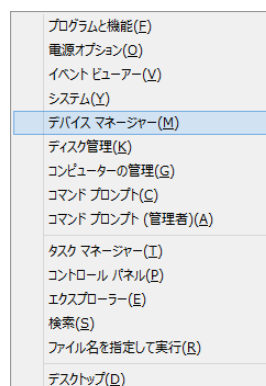 プログラムと機能(F)
電源オプション(O)
イベント ビューアー(V)
システム(Y)
デバイス マネージャー(M)
ディスク管理(K)
コンピューターの管理(G)
コマンド プロンプト(C)
コマンド プロンプト (管理者)(A)
タスク マネージャー(T)
コントロール パネル(P)
エクスプローラー(E)
検索(S)
ファイル名を指定して実行(R)
デスクトップ(D)